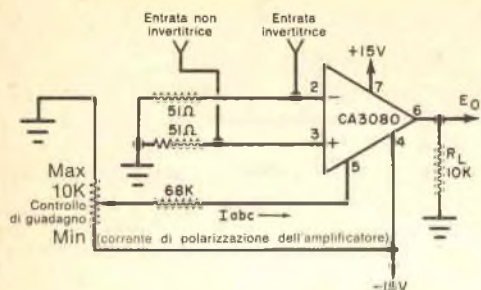 Entrata non
invertitrice
Entrata
invertitrice
+15V
2
7
51Ω
CA3080
6
EO
51Ω
3
4
5
RL
10K
Max
10K
Controllo
di guadagno
68K
Iabc
Min (corrente di polarizzazione dell'amplificatore)
-15V